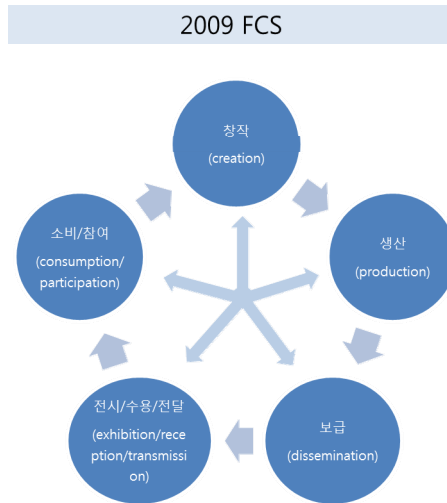 2009 FCS
창작
(creation)
생산
(production)
보급
(dissemination)
전시/수용/전달
(exhibition/rece
ption/transmissi
on)
소비/참여
(consumption/
participation)